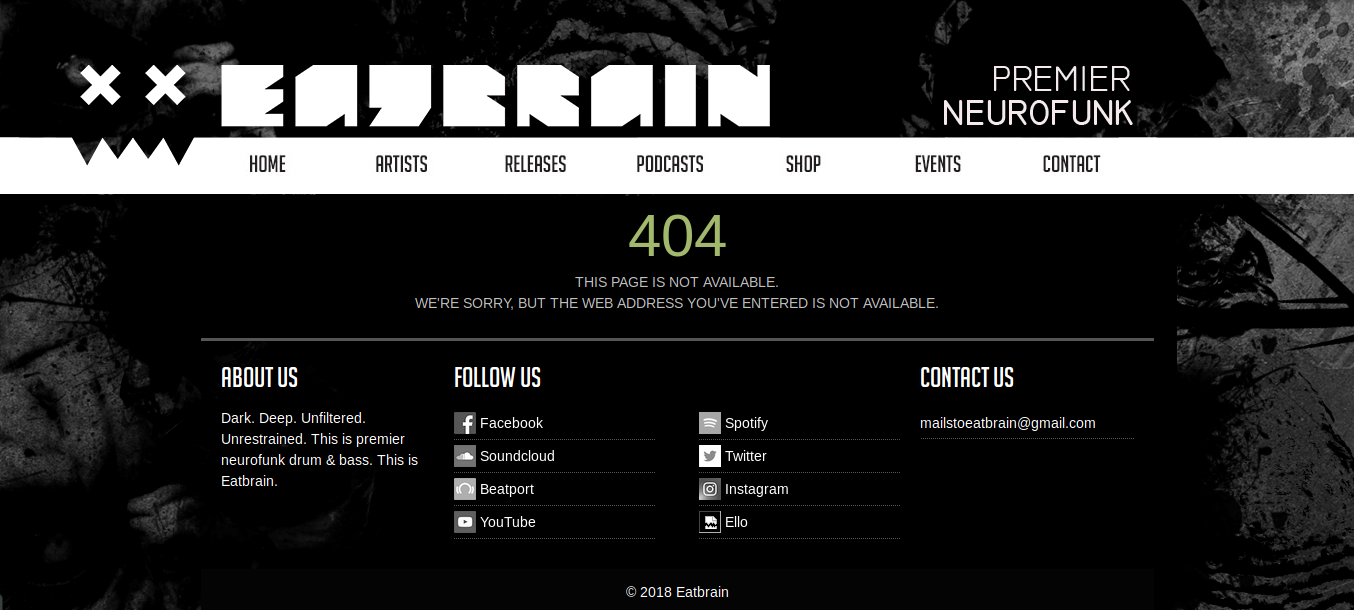 EATBRAIN
PREMIER
NEUROFUNK
HOME ARTISTS RELEASES PODCASTS SHOP EVENTS CONTACT
404
THIS PAGE IS NOT AVAILABLE.
WE'RE SORRY, BUT THE WEB ADDRESS YOU'VE ENTERED IS NOT AVAILABLE.
ABOUT US
Dark. Deep. Unfiltered.
Unrestrained. This is premier
neurofunk drum & bass. This is
Eatbrain.
FOLLOW US
Facebook
Soundcloud
Beatport
YouTube
Spotify
Twitter
Instagram
Ello
CONTACT US
mailstoeatbrain@gmail.com
© 2018 Eatbrain